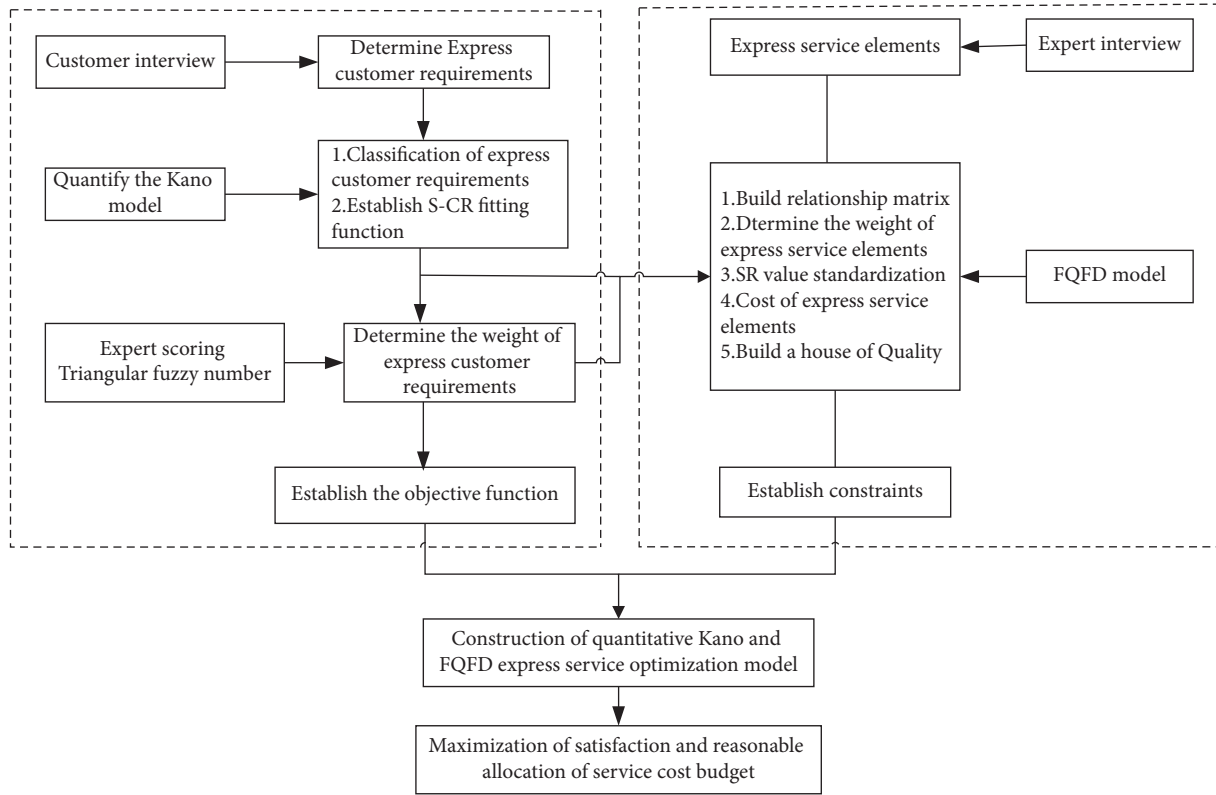 Customer interview
Determine Express
customer requirements
Quantify the Kano
model
1.Classification of express
customer requirements
2.Establish S-CR fitting
function
Expert scoring
Triangular fuzzy number
Determine the weight of
express customer
requirements
Establish the objective function
Express service elements
Expert interview
1.Build relationship matrix
2.Dtermine the weight of
express service elements
3.SR value standardization
4.Cost of express service
elements
5.Build a house of Quality
FQFD model
Establish constraints
Construction of quantitative Kano and
FQFD express service optimization model
Maximization of satisfaction and reasonable
allocation of service cost budget